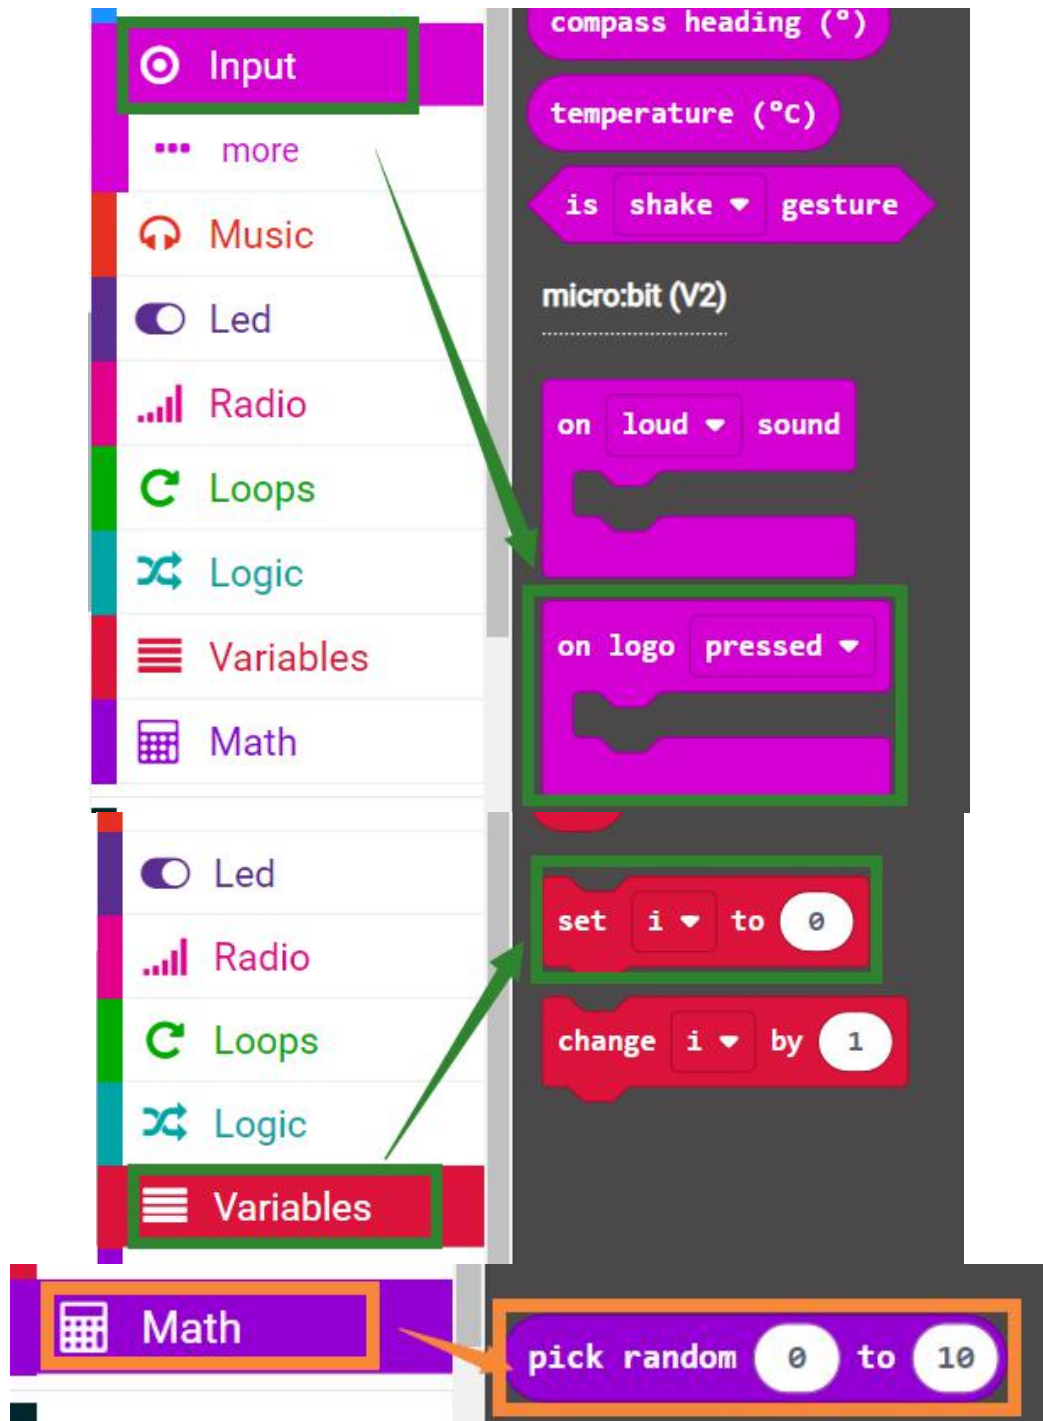 Input
more
Music
Led
Radio
Loops
Logic
Variables
Math
compass heading (°)
temperature (°C)
is shake gesture
micro:bit (V2)
on loud sound
on logo pressed
Led
Radio
Loops
Logic
Variables
set i to 0
change i by 1
Math
pick random 0 to 10